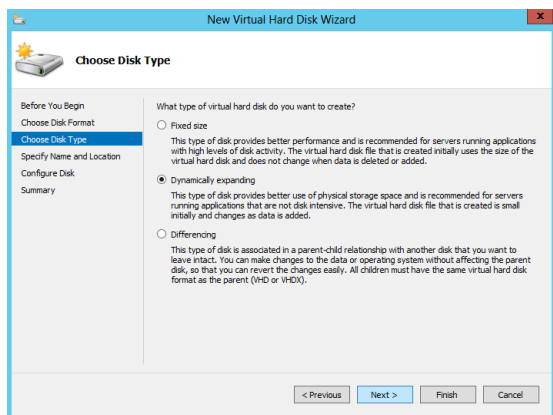 New Virtual Hard Disk Wizard
x
Choose Disk Type
Before You Begin
Choose Disk Format
Choose Disk Type
Specify Name and Location
Configure Disk
Summary
What type of virtual hard disk do you want to create?
Fixed size
This type of disk provides better performance and is recommended for servers running applications
with high levels of disk activity. The virtual hard disk file that is created initially uses the size of the
virtual hard disk and does not change when data is deleted or added.
Dynamically expanding
This type of disk provides better use of physical storage space and is recommended for servers
running applications that are not disk intensive. The virtual hard disk file that is created is small
initially and changes as data is added.
Differencing
This type of disk is associated in a parent-child relationship with another disk that you want to
leave intact. You can make changes to the data or operating system without affecting the parent
disk, so that you can revert the changes easily. All children must have the same virtual hard disk
format as the parent (VHD or VHDX).
< Previous
Next >
Finish
Cancel